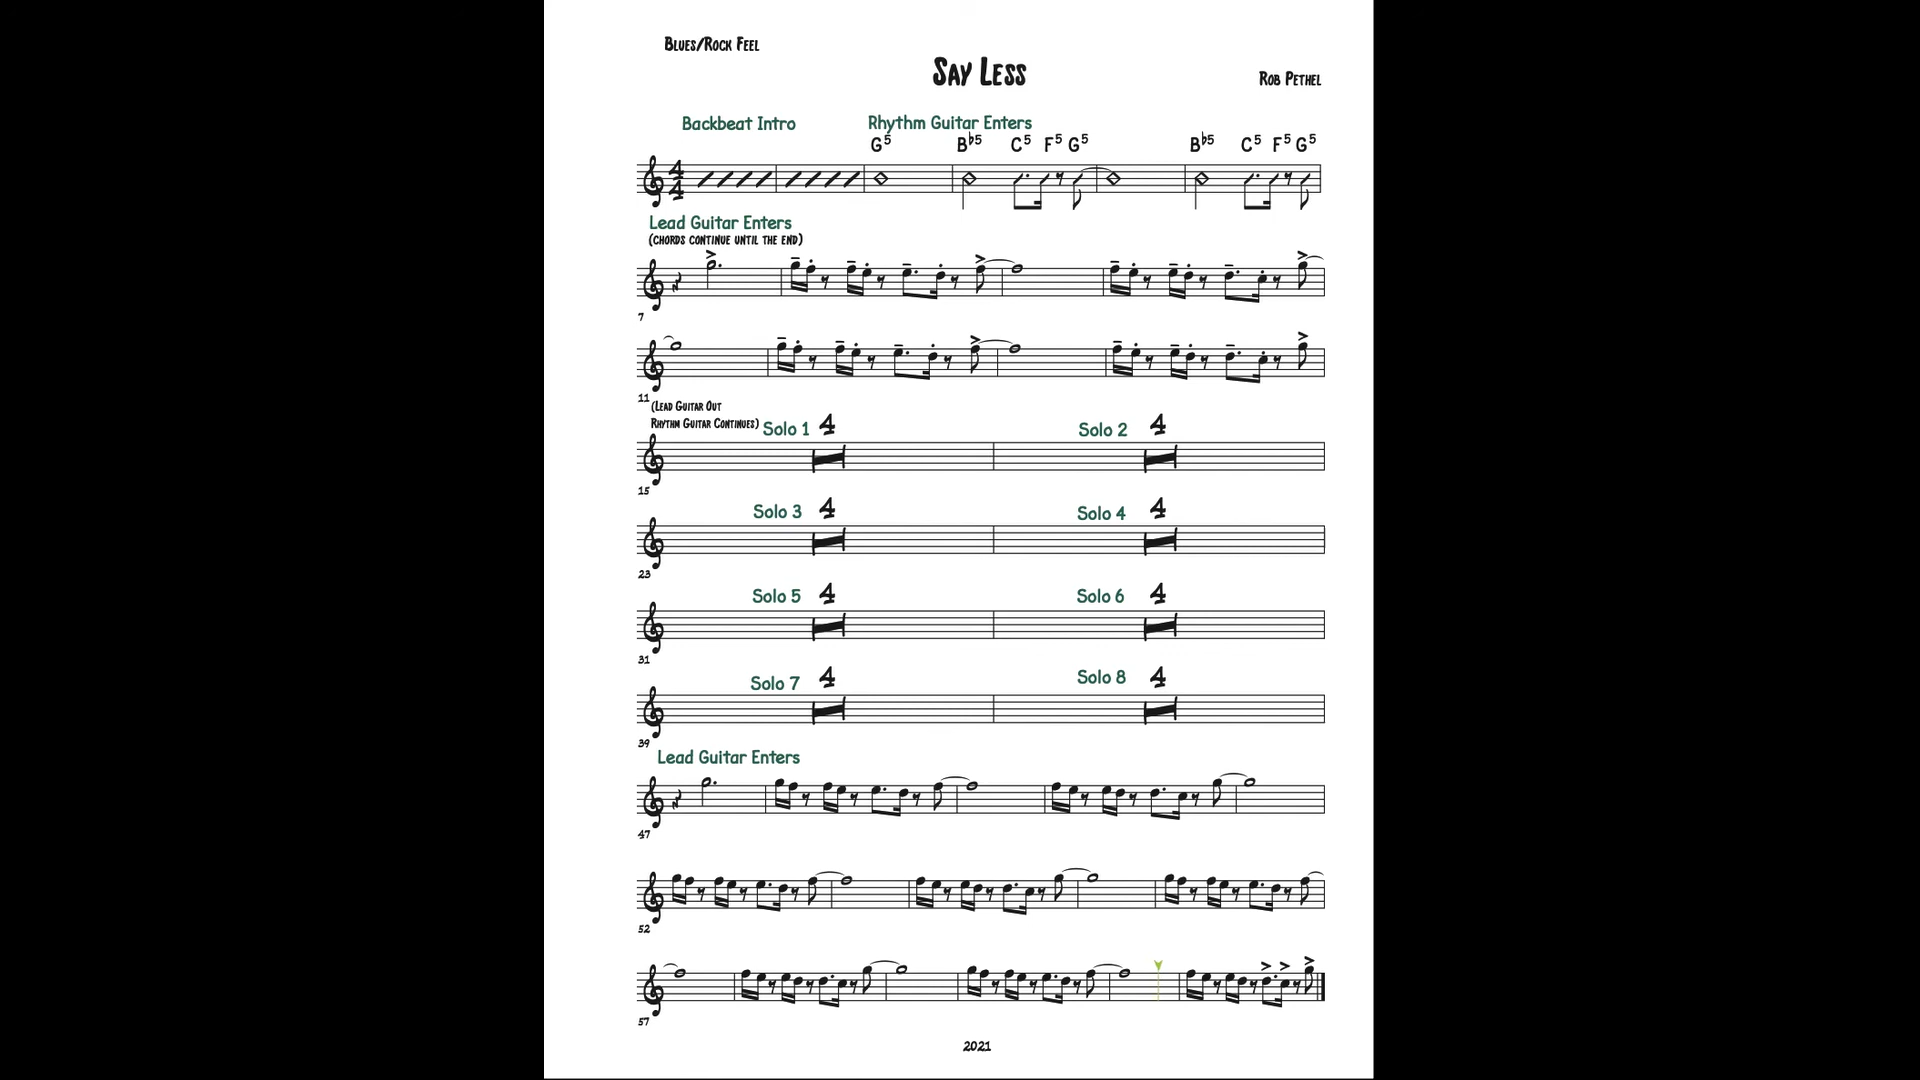 Blues/Rock Feel
Say Less
Rob Pethel
Backbeat Intro
Rhythm Guitar Enters
G5 B♭5 C5 F5 G5 B♭5 C5 F5 G5
4
4
Lead Guitar Enters
(chords continue until the end)
7
11
(Lead Guitar Out
Rhythm Guitar Continues)
Solo 1 4 Solo 2 4
15
Solo 3 4 Solo 4 4
23
Solo 5 4 Solo 6 4
31
Solo 7 4 Solo 8 4
39
Lead Guitar Enters
47
52
57
2021